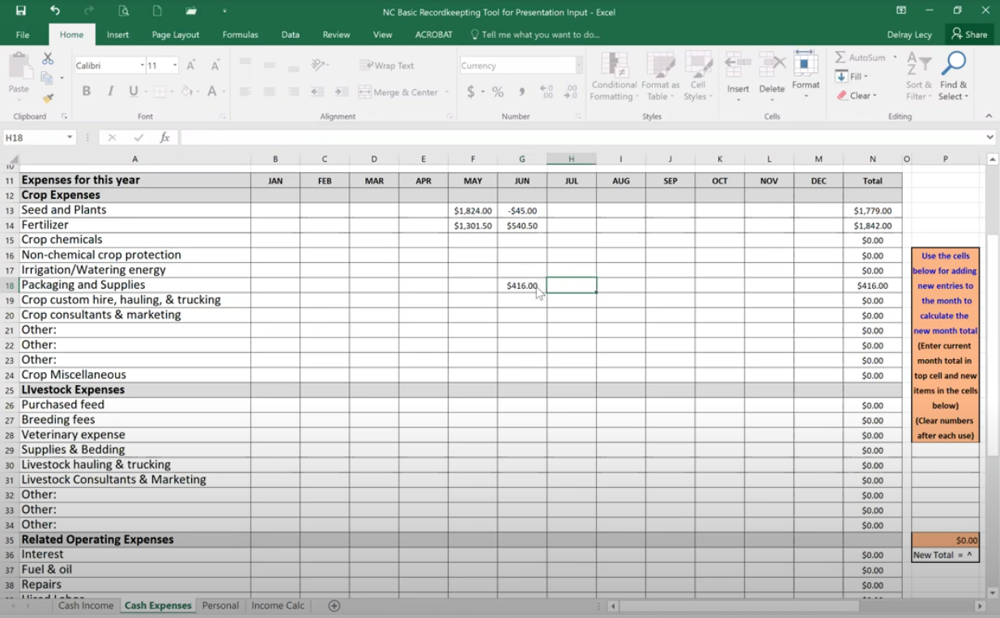 NC Basic Recordkeeping Tool for Presentation Input - Excel
File Home Insert Page Layout Formulas Data Review View ACROBAT Tell me what you want to do... Delray Lecy Share
Calibri 11 Wrap Text Currency AutoSum
Paste B I U A Merge & Center $ % Conditional Formatting Format as Table Cell Styles Insert Delete Format Fill Clear Sort & Filter Find & Select
Clipboard Font Alignment Number Styles Cells Editing
H18 fx
A B C D E F G H I J K L M N O P
11 Expenses for this year JAN FEB MAR APR MAY JUN JUL AUG SEP OCT NOV DEC Total
12 Crop Expenses
13 Seed and Plants $1,824.00 -$45.00 $1,779.00
14 Fertilizer $1,301.50 $540.50 $1,842.00
15 Crop chemicals $0.00
16 Non-chemical crop protection $0.00 Use the cells
17 Irrigation/Watering energy $0.00 below for adding
18 Packaging and Supplies $416.00 $416.00 new entries to
19 Crop custom hire, hauling, & trucking $0.00 the month to
20 Crop consultants & marketing $0.00 calculate the
21 Other: $0.00 new month total
22 Other: $0.00 (Enter current
23 Other: $0.00 month total in
24 Crop Miscellaneous $0.00 top cell and new
25 LIvestock Expenses items in the cells
26 Purchased feed $0.00 below)
27 Breeding fees $0.00 (Clear numbers
28 Veterinary expense $0.00 after each use)
29 Supplies & Bedding $0.00
30 Livestock hauling & trucking $0.00
31 Livestock Consultants & Marketing $0.00
32 Other: $0.00
33 Other: $0.00
34 Other: $0.00
35 Related Operating Expenses $0.00
36 Interest $0.00 New Total = ^
37 Fuel & oil $0.00
38 Repairs $0.00
Cash Income Cash Expenses Personal Income Calc